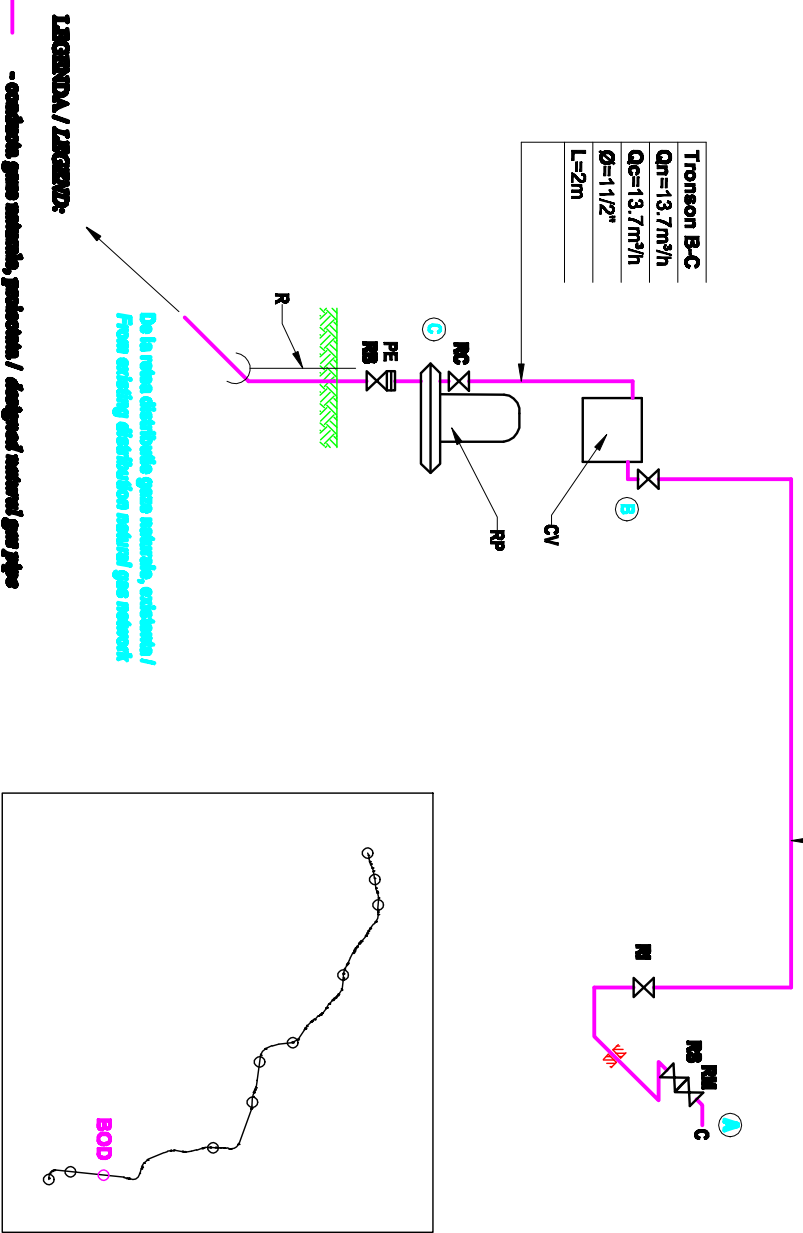 Tronson B-C
Qn=13.7m³/h
Qc=13.7m³/h
Ø=11/2"
L=2m
RC
C
PE
RB
R
RP
CV
B
RI
RS
RM
C
A
De la retea distributie gaze naturale, existenta /
From existing distribution natural gas network
LEGENDA / LEGEND:
- conducta gaze naturale, proiectata / designed natural gas pipe
BOD